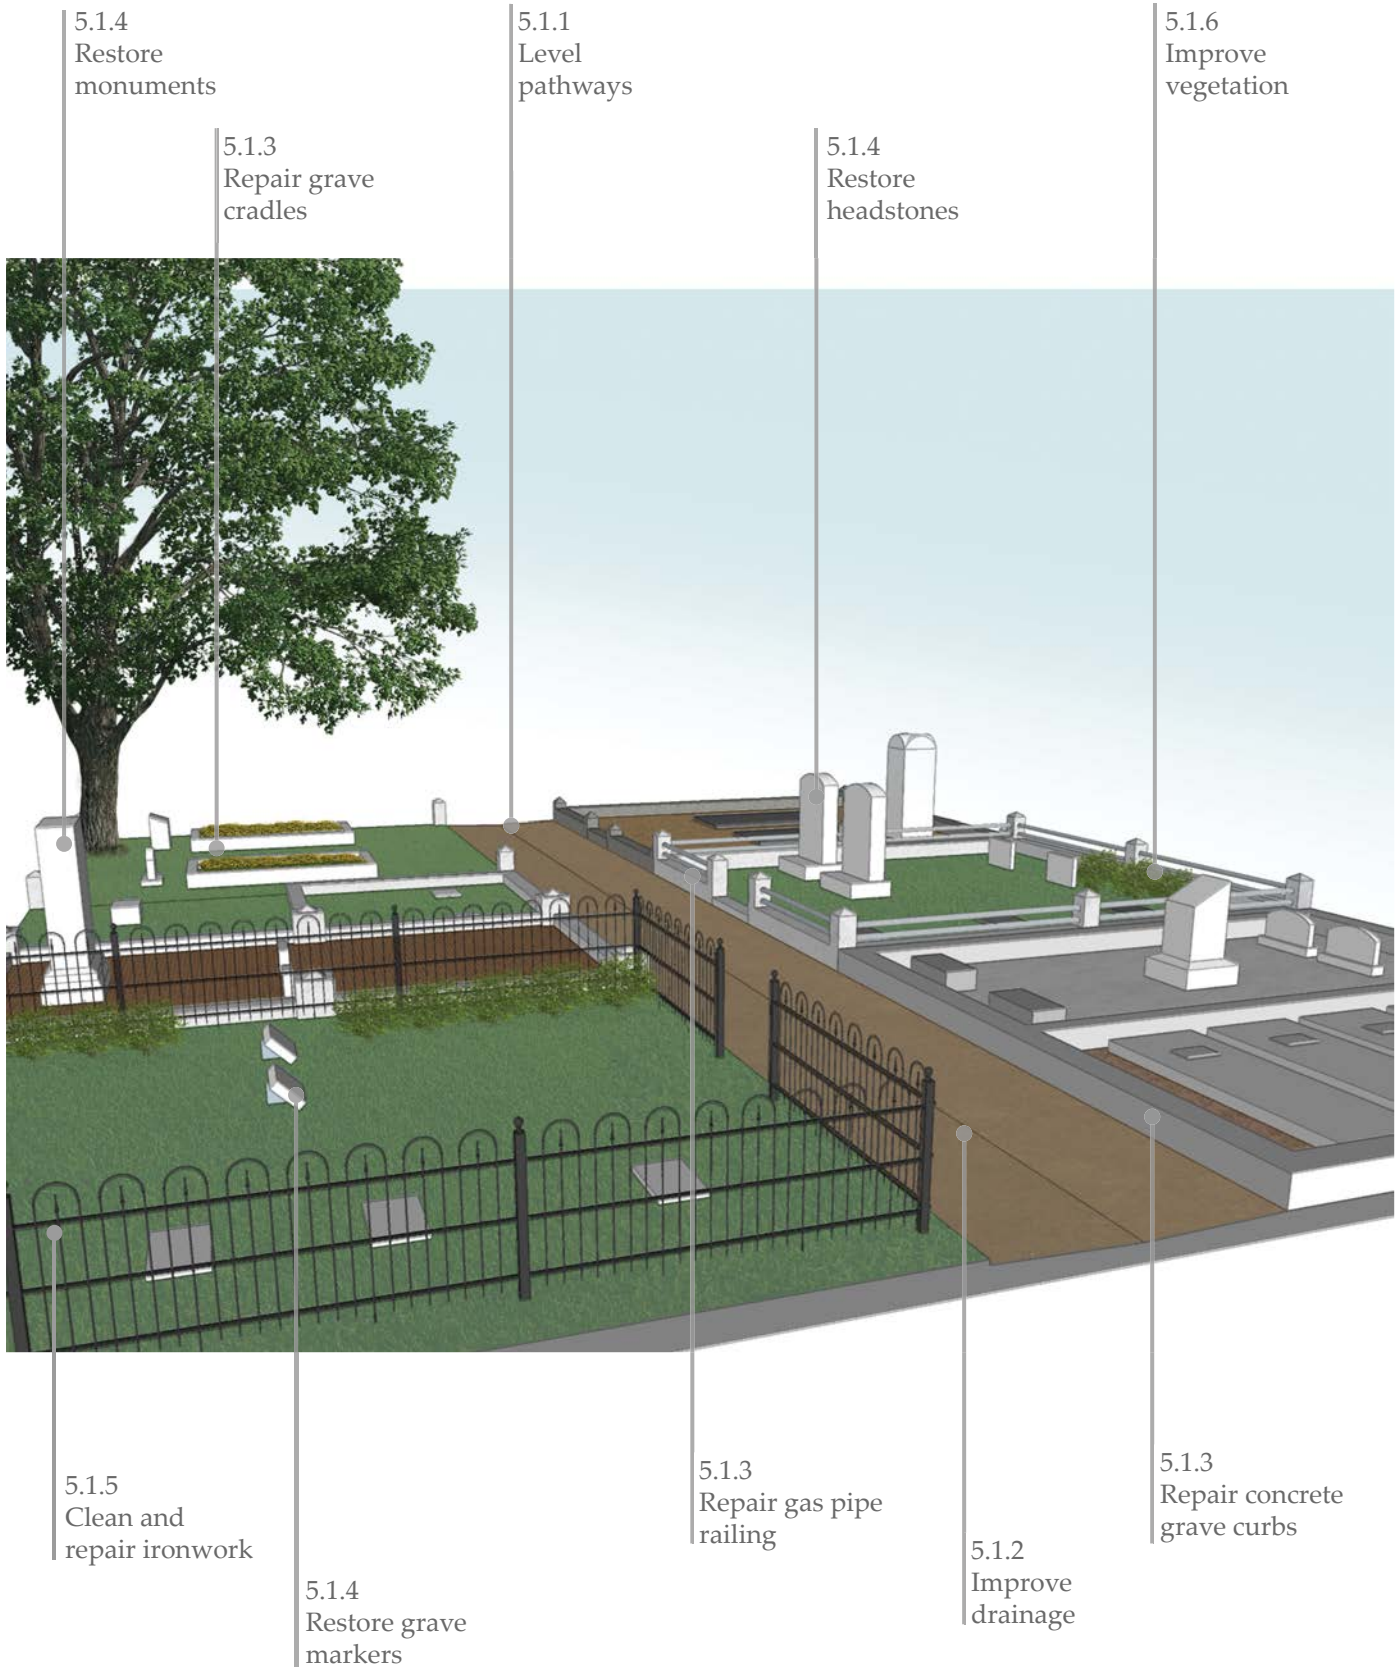 5.1.4
Restore
monuments
5.1.1
Level
pathways
5.1.6
Improve
vegetation
5.1.3
Repair grave
cradles
5.1.4
Restore
headstones
5.1.5
Clean and
repair ironwork
5.1.4
Restore grave
markers
5.1.3
Repair gas pipe
railing
5.1.2
Improve
drainage
5.1.3
Repair concrete
grave curbs